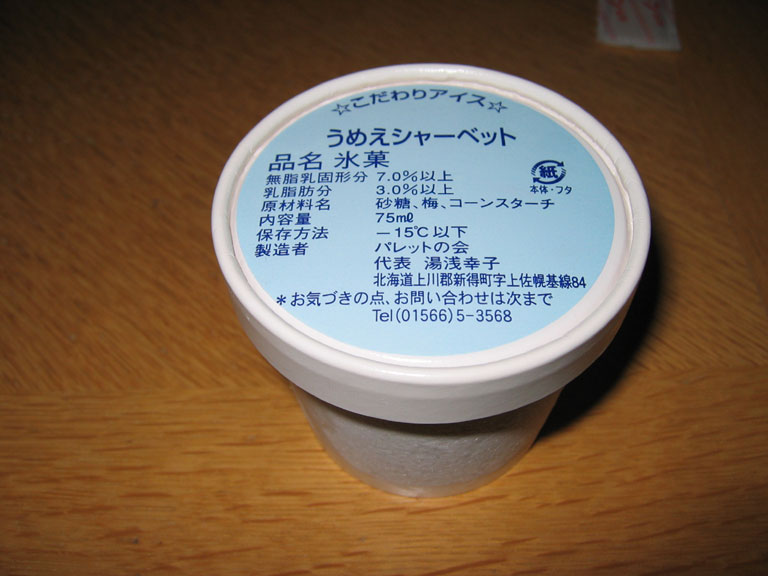 ☆こだわりアイス☆
うめえシャーベット
品名 氷菓
無脂乳固形分 7.0%以上
乳脂肪分 3.0%以上
原材料名 砂糖、梅、コーンスターチ
内容量 75mℓ
保存方法 −15℃以下
製造者 パレットの会
代表 湯浅幸子
北海道上川郡新得町字上佐幌基線84
*お気づきの点、お問い合わせは次まで
Tel(01566)5-3568
紙
本体・フタ